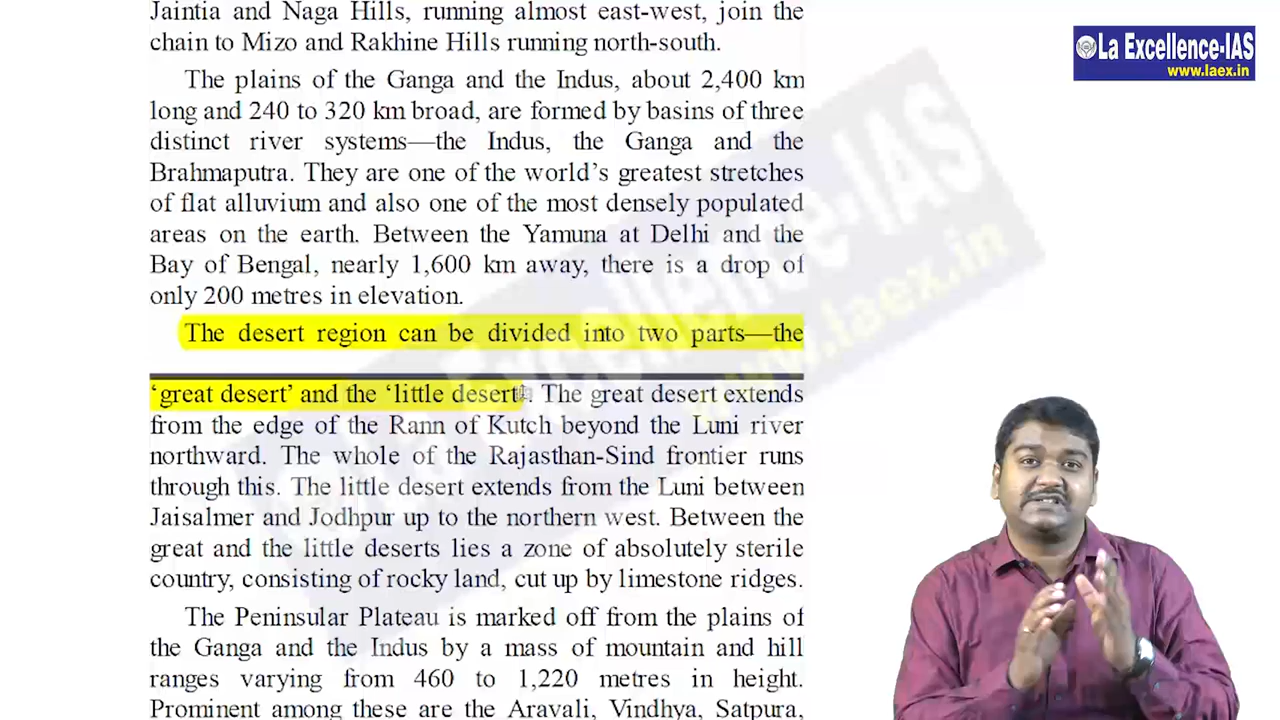 Jaintia and Naga Hills, running almost east-west, join the
chain to Mizo and Rakhine Hills running north-south.
The plains of the Ganga and the Indus, about 2,400 km
long and 240 to 320 km broad, are formed by basins of three
distinct river systems—the Indus, the Ganga and the
Brahmaputra. They are one of the world's greatest stretches
of flat alluvium and also one of the most densely populated
areas on the earth. Between the Yamuna at Delhi and the
Bay of Bengal, nearly 1,600 km away, there is a drop of
only 200 metres in elevation.
The desert region can be divided into two parts—the
‘great desert’ and the ‘little desert’. The great desert extends
from the edge of the Rann of Kutch beyond the Luni river
northward. The whole of the Rajasthan-Sind frontier runs
through this. The little desert extends from the Luni between
Jaisalmer and Jodhpur up to the northern west. Between the
great and the little deserts lies a zone of absolutely sterile
country, consisting of rocky land, cut up by limestone ridges.
The Peninsular Plateau is marked off from the plains of
the Ganga and the Indus by a mass of mountain and hill
ranges varying from 460 to 1,220 metres in height.
Prominent among these are the Aravali, Vindhya, Satpura,
La Excellence-IAS
www.laex.in
La Excellence-IAS
www.laex.in